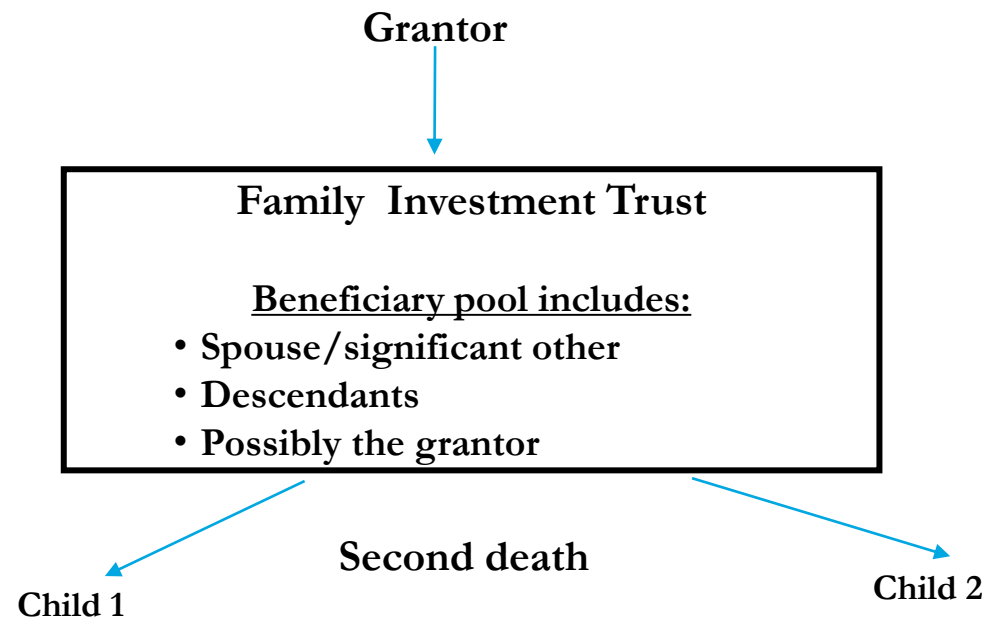 Grantor
Family Investment Trust
Beneficiary pool includes:
• Spouse/significant other
• Descendants
• Possibly the grantor
Second death
Child 1
Child 2